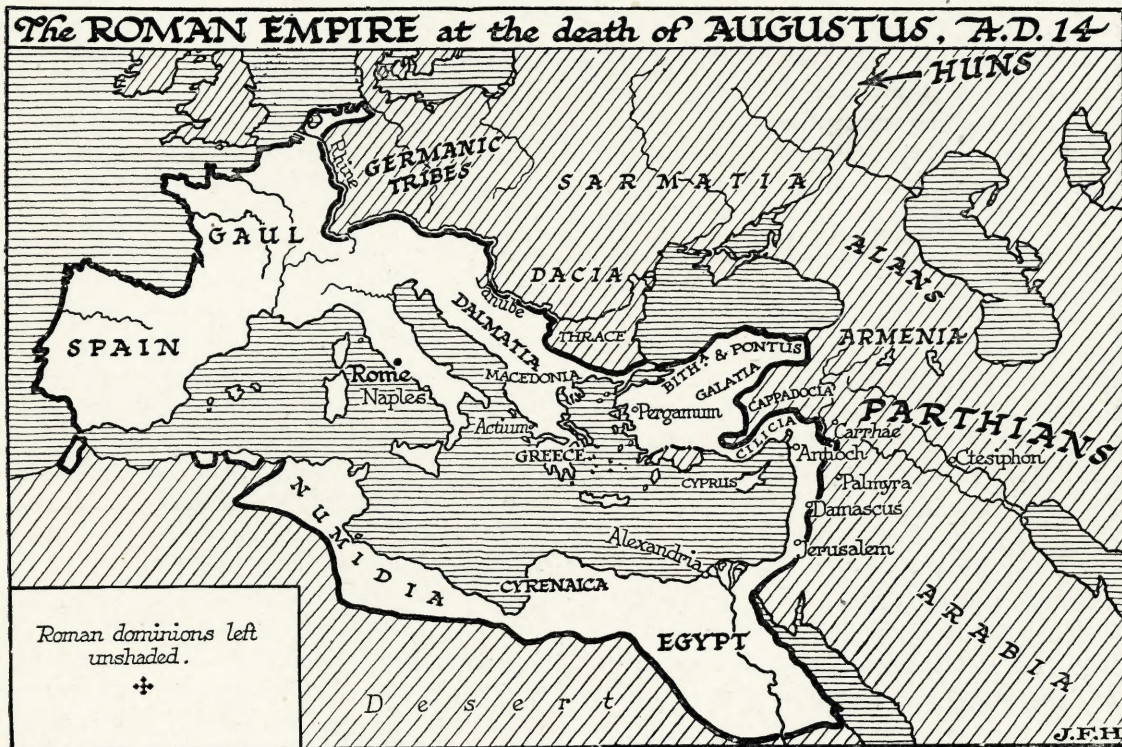 The ROMAN EMPIRE at the death of AUGUSTUS, A.D. 14
HUNS
Rhine
GERMANIC
TRIBES
SARMATIA
GAUL
ALANS
DACIA
Danube
DALMATIA
THRACE
ARMENIA
SPAIN
BITHA & PONTUS
Rome
MACEDONIA
GALATIA
CAPPADOCIA
Naples
Pergamum
PARTHIANS
Actium
CILICIA
Carrhae
GREECE
Antioch
Ctesiphon
CYPRUS
Palmyra
NUMIDIA
Damascus
Alexandria
Jerusalem
CYRENAICA
ARABIA
EGYPT
Roman dominions left
unshaded.
Desert
J.F.H